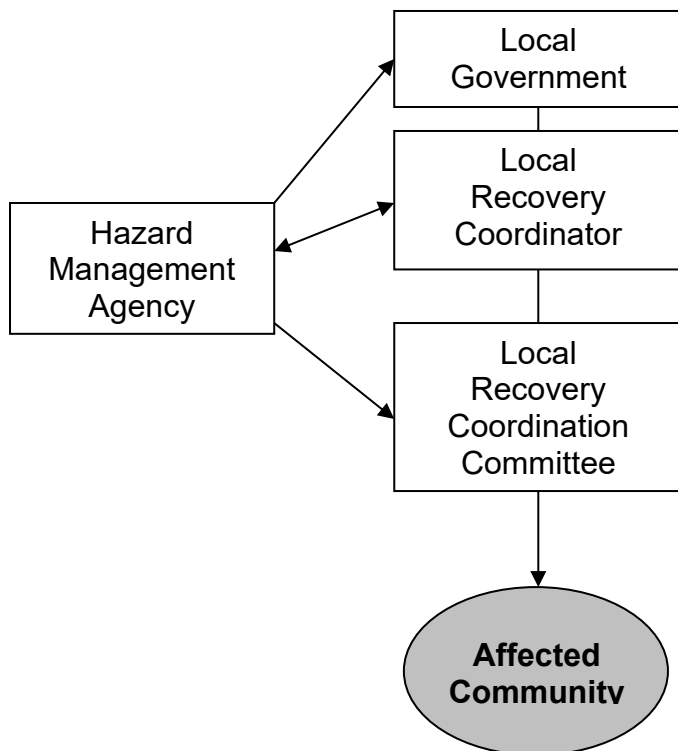 Local
Government
Local
Recovery
Coordinator
Hazard
Management
Agency
Local
Recovery
Coordination
Committee
Affected
Community